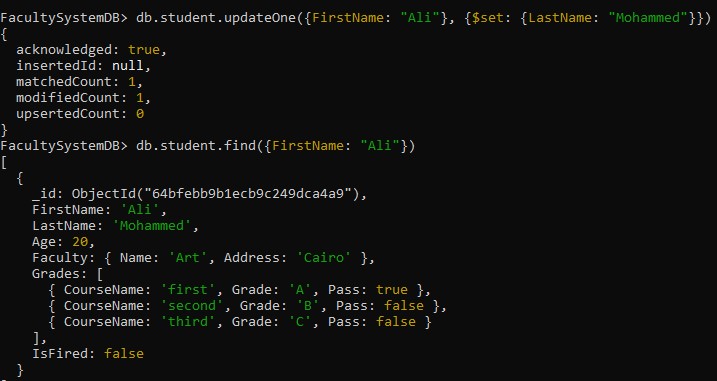 FacultySystemDB> db.student.updateOne({FirstName: "Ali"}, {$set: {LastName: "Mohammed"}})
{
  acknowledged: true,
  insertedId: null,
  matchedCount: 1,
  modifiedCount: 1,
  upsertedCount: 0
}
FacultySystemDB> db.student.find({FirstName: "Ali"})
[
  {
    _id: ObjectId("64bfebb9b1ecb9c249dca4a9"),
    FirstName: 'Ali',
    LastName: 'Mohammed',
    Age: 20,
    Faculty: { Name: 'Art', Address: 'Cairo' },
    Grades: [
      { CourseName: 'first', Grade: 'A', Pass: true },
      { CourseName: 'second', Grade: 'B', Pass: false },
      { CourseName: 'third', Grade: 'C', Pass: false }
    ],
    IsFired: false
  }